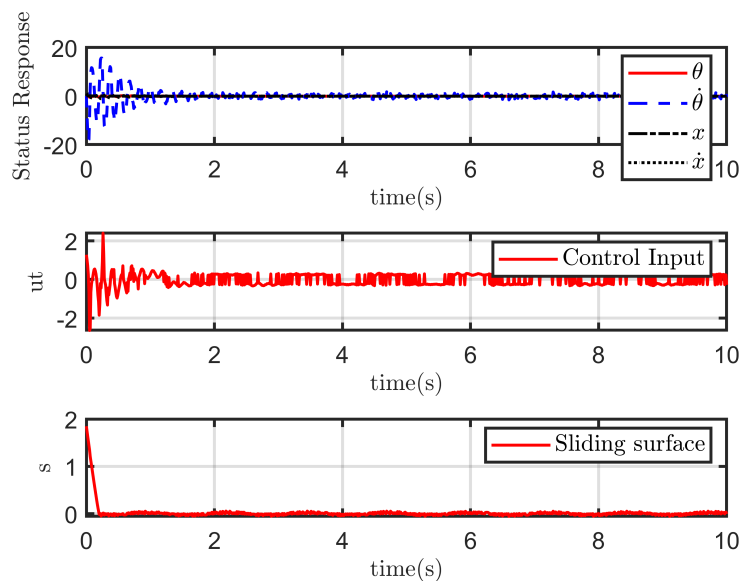 Status Response
20
0
-20
θ
θ̇
x
ẋ
0 2 4 6 8 10
time(s)
ut
2
0
-2
Control Input
0 2 4 6 8 10
time(s)
s
2
1
0
Sliding surface
0 2 4 6 8 10
time(s)